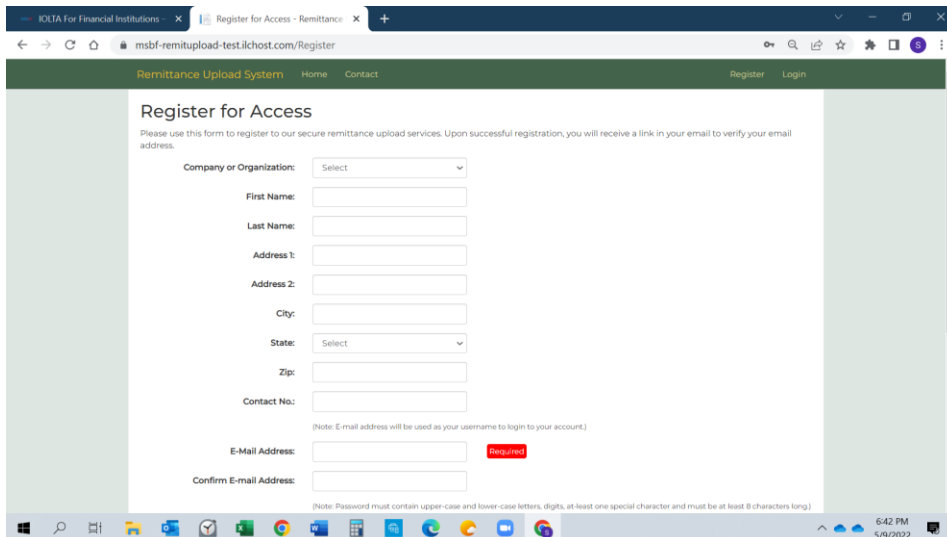 IOLTA For Financial Institutions -
Register for Access - Remittance
msbf-remitupload-test.ilchost.com/Register
S
Remittance Upload System Home Contact Register Login
Register for Access
Please use this form to register to our secure remittance upload services. Upon successful registration, you will receive a link in your email to verify your email
address.
Company or Organization: Select
First Name:
Last Name:
Address 1:
Address 2:
City:
State: Select
Zip:
Contact No.:
(Note: E-mail address will be used as your username to login to your account.)
E-Mail Address: Required
Confirm E-mail Address:
(Note: Password must contain upper-case and lower-case letters, digits, at-least one special character and must be at least 8 characters long.)
6:42 PM
5/9/2022